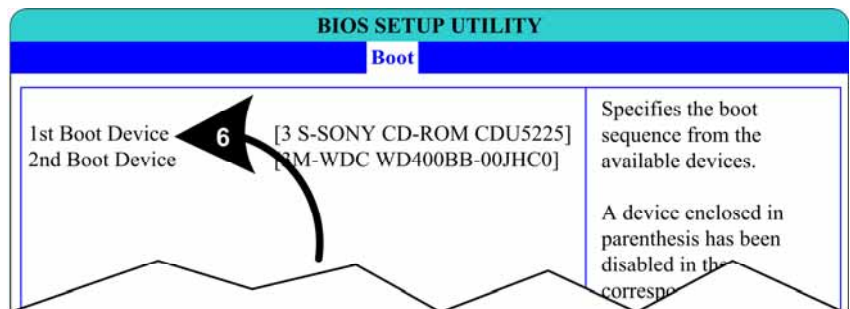 BIOS SETUP UTILITY
Boot
1st Boot Device 6 [3 S-SONY CD-ROM CDU5225]
2nd Boot Device [3M-WDC WD400BB-00JHC0]
Specifies the boot
sequence from the
available devices.
A device enclosed in
parenthesis has been
disabled in the